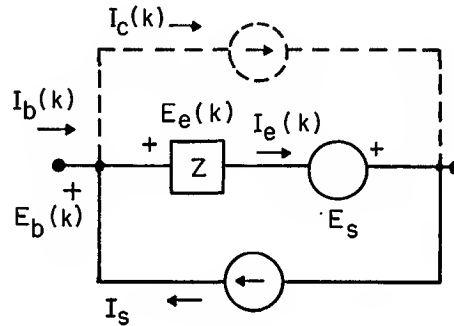 I_c(k)
I_b(k)
E_e(k)
I_e(k)
+
Z
+
+
E_b(k)
E_s
I_s